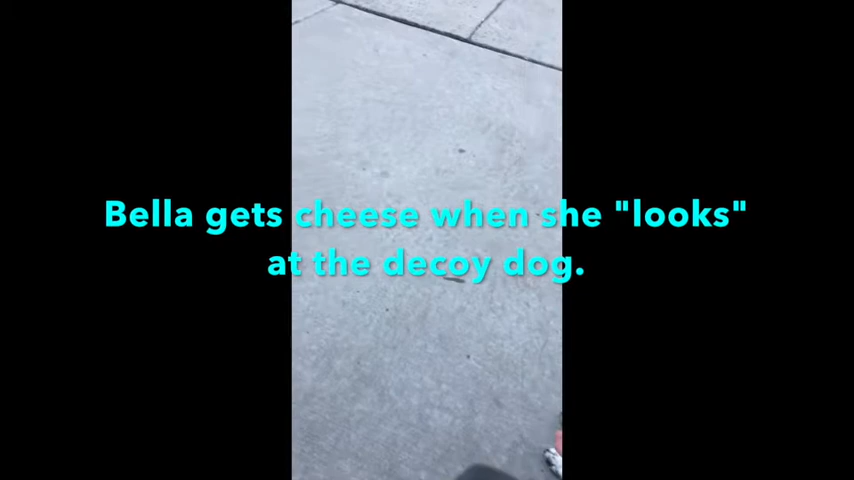 Bella gets cheese when she "looks"
at the decoy dog.